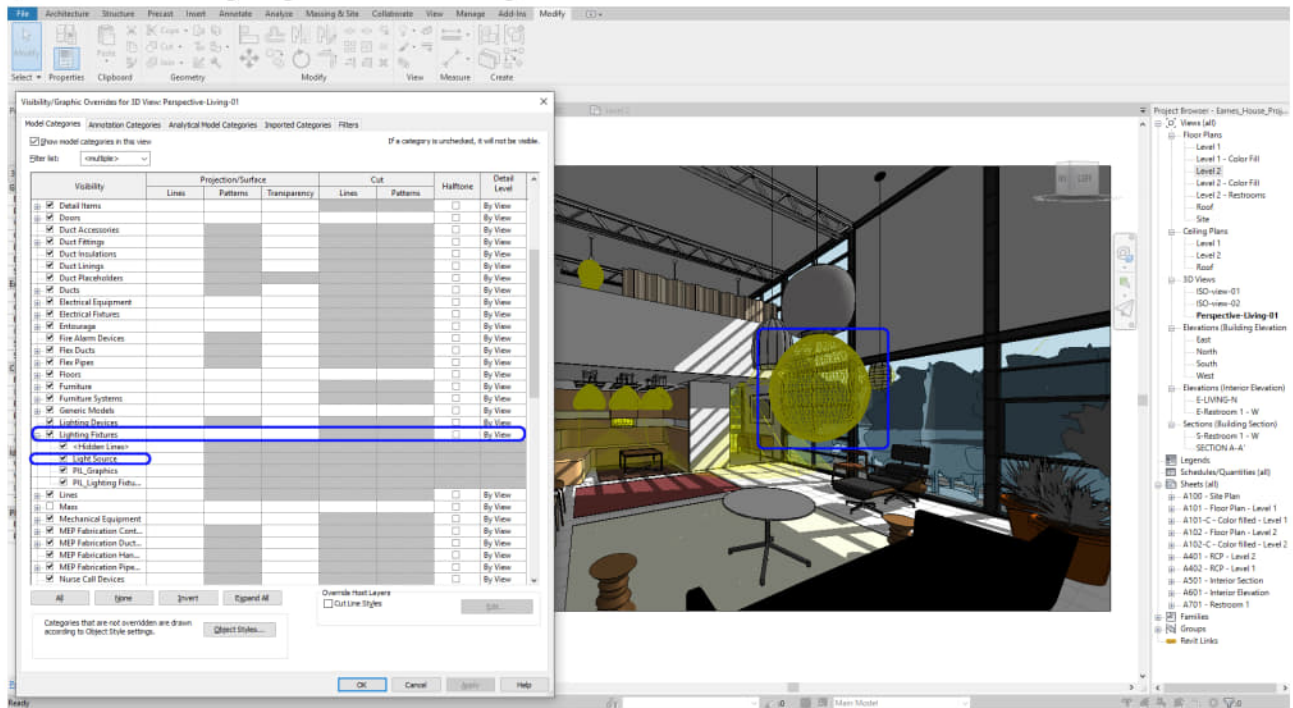 File Architecture Structure Precast Insert Annotate Analyze Massing & Site Collaborate View Manage Add-Ins Modify
Modify Paste Cope Cut Join
Select Properties Clipboard Geometry Modify View Measure Create
Visibility/Graphic Overrides for 3D View: Perspective-Living-01
Model Categories Annotation Categories Analytical Model Categories Imported Categories Filters
Show model categories in this view
If a category is unchecked, it will not be visible.
Filter list: <multiple>
Visibility Projection/Surface Cut Halftone Detail Level
Lines Patterns Transparency Lines Patterns
Detail Items By View
Doors By View
Duct Accessories By View
Duct Fittings By View
Duct Insulations By View
Duct Linings By View
Duct Placeholders By View
Ducts By View
Electrical Equipment By View
Electrical Fixtures By View
Entourage By View
Fire Alarm Devices By View
Flex Ducts By View
Flex Pipes By View
Floors By View
Furniture By View
Furniture Systems By View
Generic Models By View
Lighting Devices By View
Lighting Fixtures By View
<Hidden Lines>
Light Source
PIL_Graphics
PIL_Lighting Fixtu...
Lines By View
Mass By View
Mechanical Equipment By View
MEP Fabrication Cont... By View
MEP Fabrication Duct... By View
MEP Fabrication Han... By View
MEP Fabrication Pipe... By View
Nurse Call Devices By View
All None Invert Expand All
Override Host Layers
Cut Line Styles
Edit...
Categories that are not overridden are drawn
according to Object Style settings.
Object Styles...
OK Cancel Apply Help
Ready
Level 2
LEFT
:0 Main Model
:0
Project Browser - Eames_House_Proj...
Views (all)
Floor Plans
Level 1
Level 1 - Color Fill
Level 2
Level 2 - Color Fill
Level 2 - Restrooms
Roof
Site
Ceiling Plans
Level 1
Level 2
Roof
3D Views
ISO-view-01
ISO-view-02
Perspective-Living-01
Elevations (Building Elevation
East
North
South
West
Elevations (Interior Elevation)
E-LIVING-N
E-Restroom 1 - W
Sections (Building Section)
S-Restroom 1 - W
SECTION A-A'
Legends
Schedules/Quantities (all)
Sheets (all)
A100 - Site Plan
A101 - Floor Plan - Level 1
A101-C - Color filled - Level 1
A102 - Floor Plan - Level 2
A102-C - Color filled - Level 2
A401 - RCP - Level 2
A402 - RCP - Level 1
A501 - Interior Section
A601 - Interior Elevation
A701 - Restroom 1
Families
Groups
Revit Links